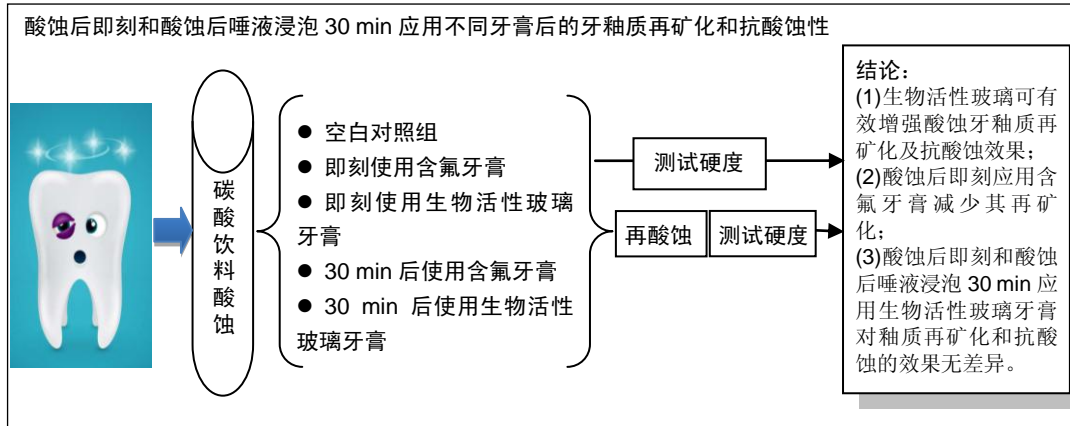 酸蚀后即刻和酸蚀后唾液浸泡 30 min 应用不同牙膏后的牙釉质再矿化和抗酸蚀性
碳
酸
饮
料
酸
蚀
● 空白对照组
● 即刻使用含氟牙膏
● 即刻使用生物活性玻璃
牙膏
● 30 min 后使用含氟牙膏
● 30 min 后使用生物活性
玻璃牙膏
测试硬度
再酸蚀
测试硬度
结论：
(1)生物活性玻璃可有
效增强酸蚀牙釉质再
矿化及抗酸蚀效果；
(2)酸蚀后即刻应用含
氟牙膏减少其再矿
化；
(3)酸蚀后即刻和酸蚀
后唾液浸泡 30 min 应
用生物活性玻璃牙膏
对釉质再矿化和抗酸
蚀的效果无差异。